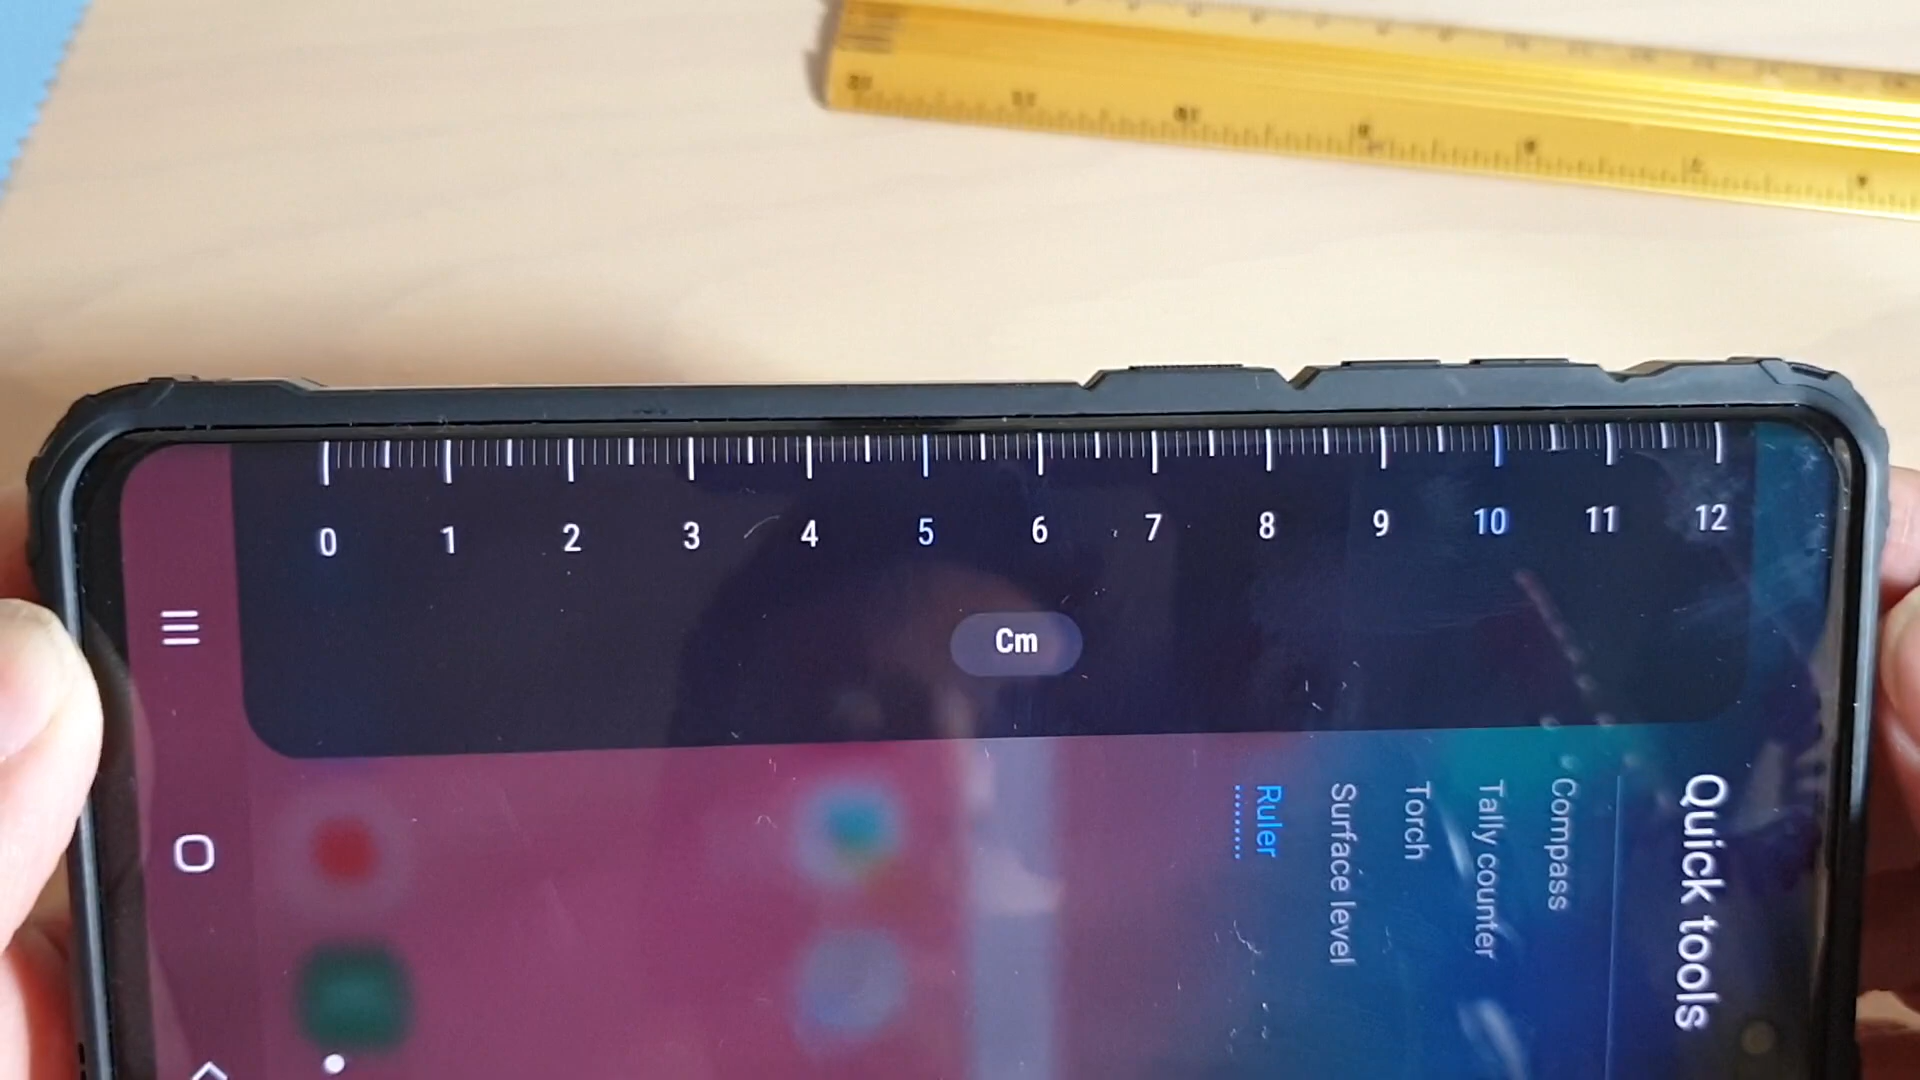 0 1 2 3 4 5 6 7 8 9 10 11 12
Cm
Quick tools
Compass
Tally counter
Torch
Surface level
Ruler